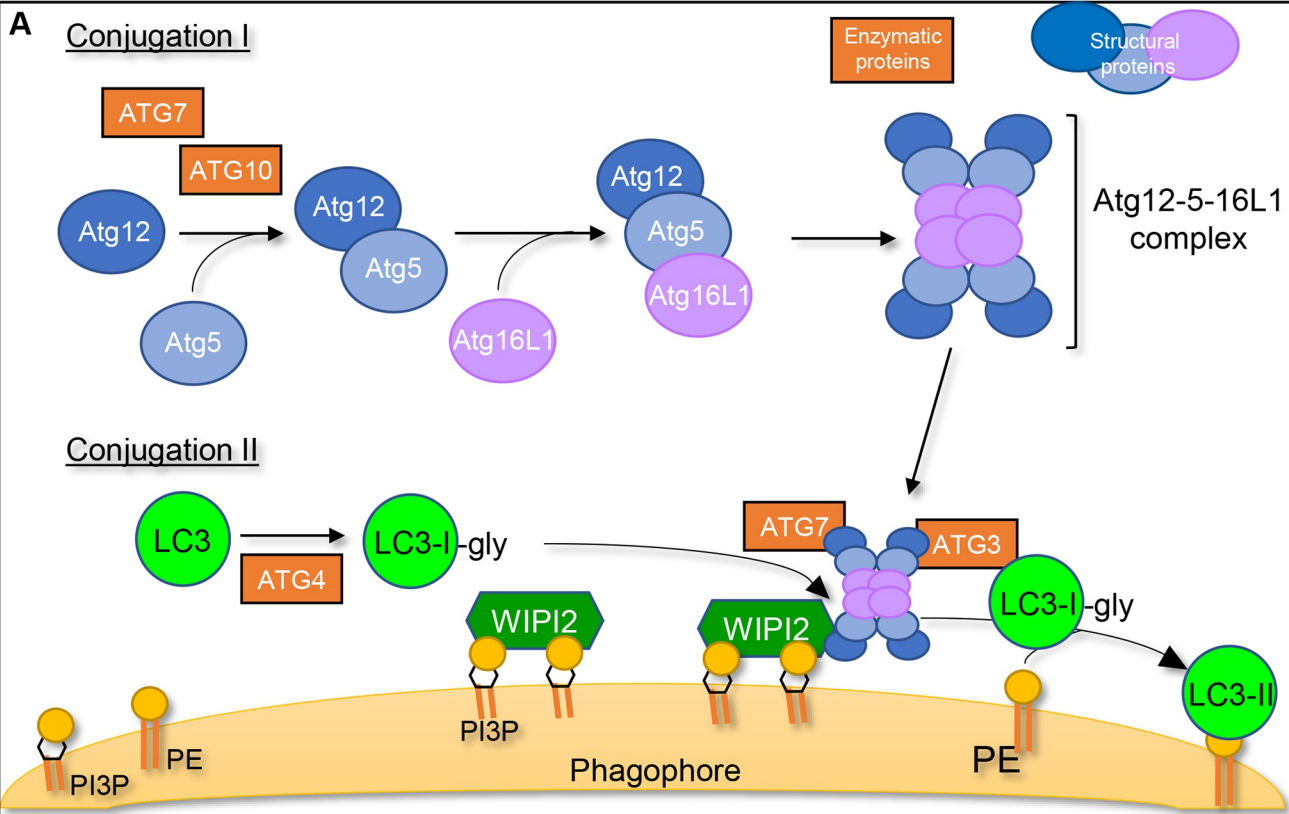 A
Conjugation I
Enzymatic
proteins
Structural
proteins
ATG7
ATG10
Atg12
Atg5
Atg12
Atg5
Atg16L1
Atg12
Atg5
Atg16L1
Atg12-5-16L1
complex
Conjugation II
LC3
ATG4
LC3-I-gly
WIPI2
PI3P
WIPI2
ATG7
ATG3
LC3-I-gly
LC3-II
PI3P
PE
Phagophore
PE